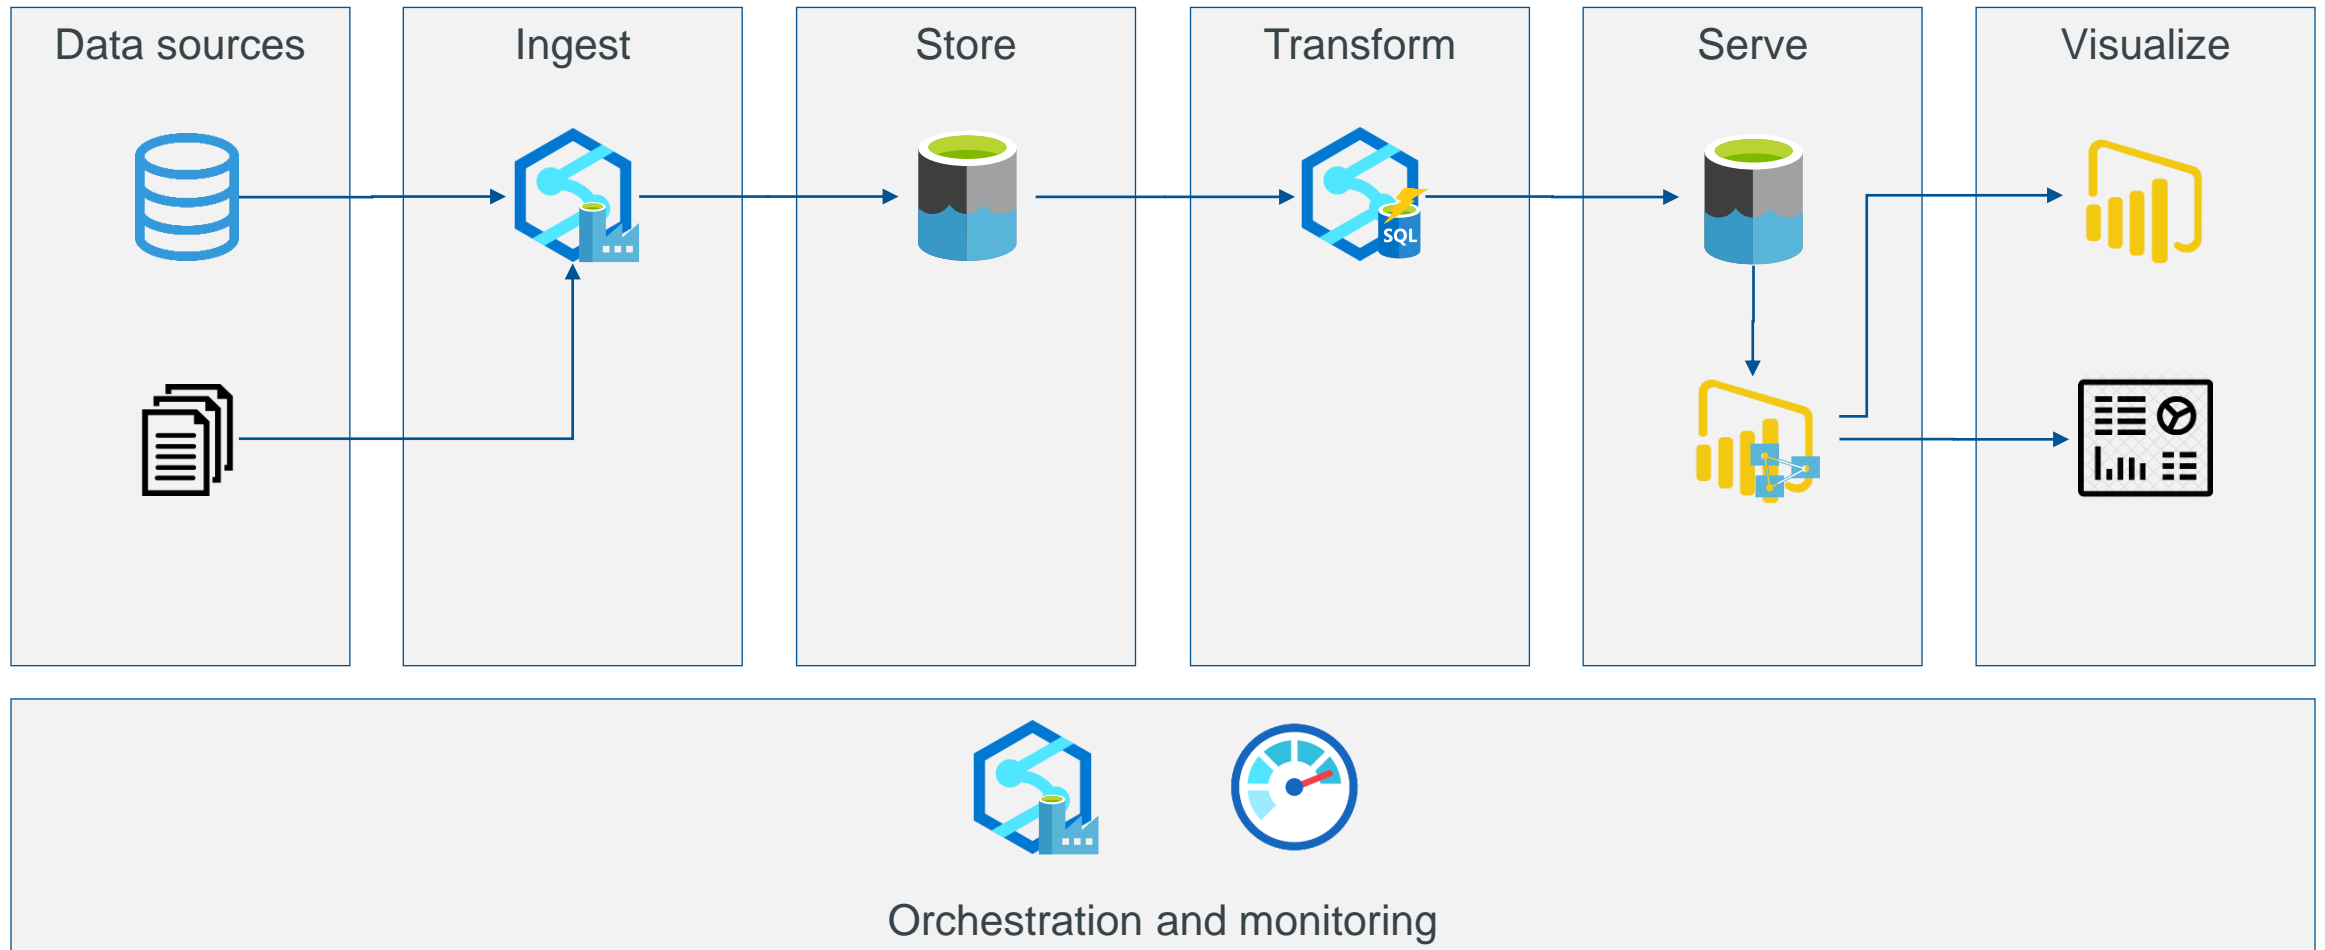 Data sources
Ingest
Store
Transform
Serve
Visualize
SQL
Orchestration and monitoring